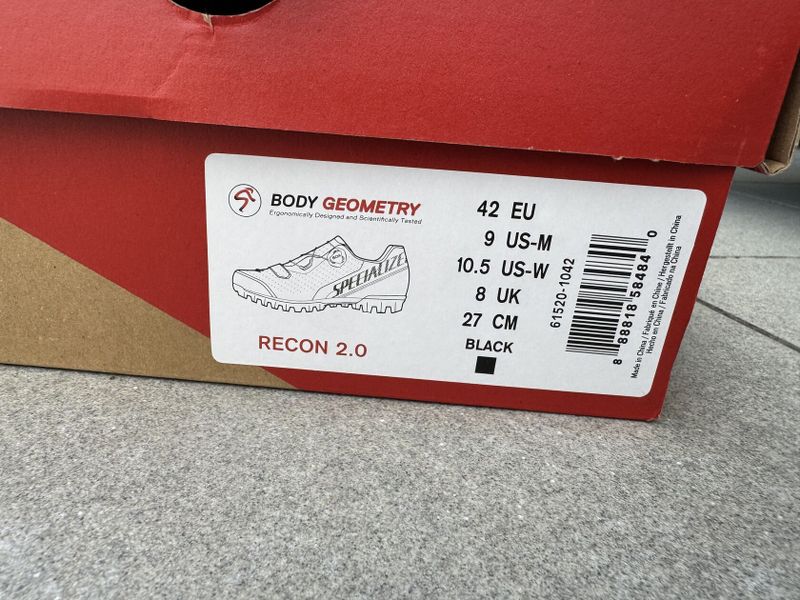 BODY GEOMETRY
Ergonomically Designed and Scientifically Tested
SPECIALIZE
RECON 2.0
42 EU
9 US-M
10.5 US-W
8 UK
27 CM
BLACK
61520-1042
8 88818 58484 0
Made in China / Fabriqué en Chine / Hergestellt in China
Hecho en China / Fabricado na China